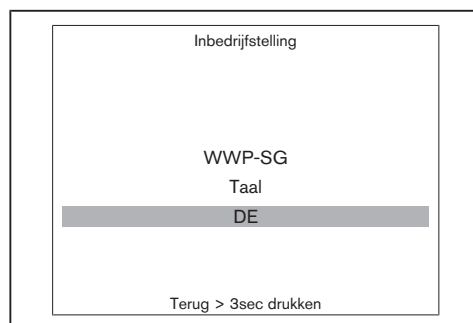 Inbedrijfstelling
WWP-SG
Taal
DE
Terug > 3sec drukken